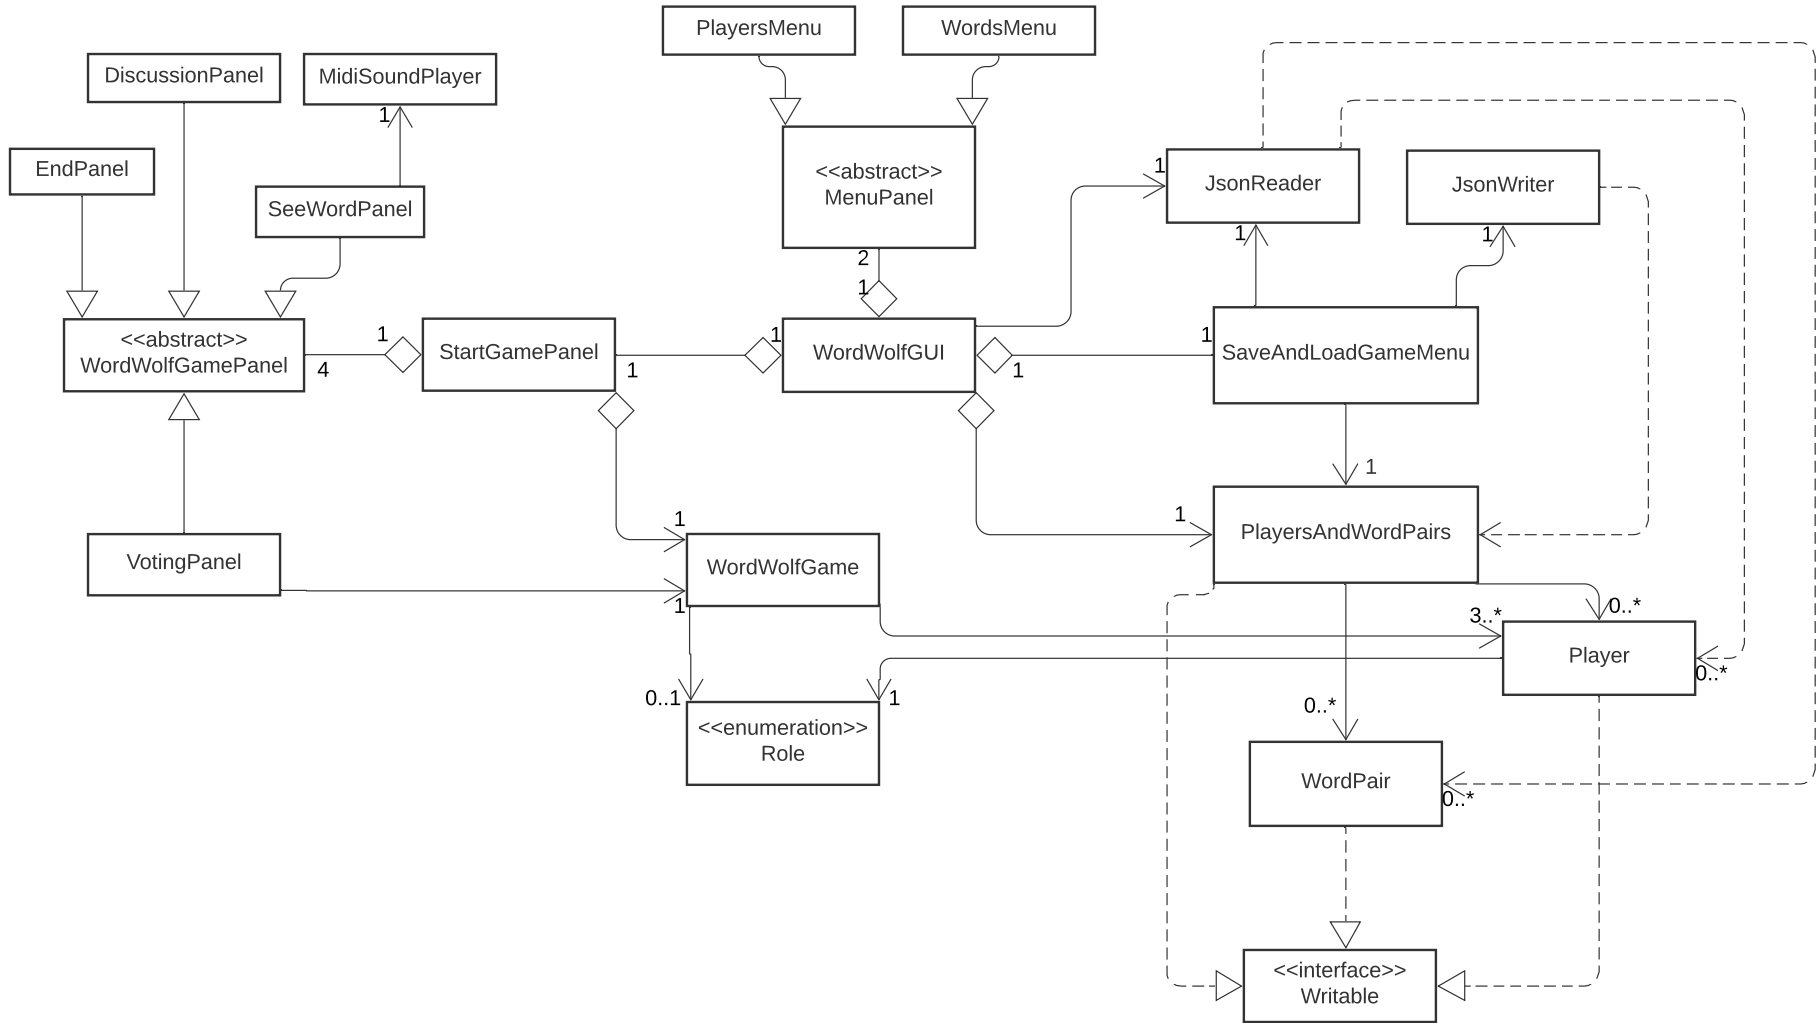 PlayersMenu
WordsMenu
DiscussionPanel
MidiSoundPlayer
1
EndPanel
SeeWordPanel
<<abstract>>
MenuPanel
1
JsonReader
JsonWriter
2
1
1
1
<<abstract>>
WordWolfGamePanel
4
1
StartGamePanel
1
1
WordWolfGUI
1
1
SaveAndLoadGameMenu
1
VotingPanel
1
1
WordWolfGame
1
PlayersAndWordPairs
3..*
0..*
Player
0..*
0..1
1
0..*
<<enumeration>>
Role
WordPair
0..*
<<interface>>
Writable